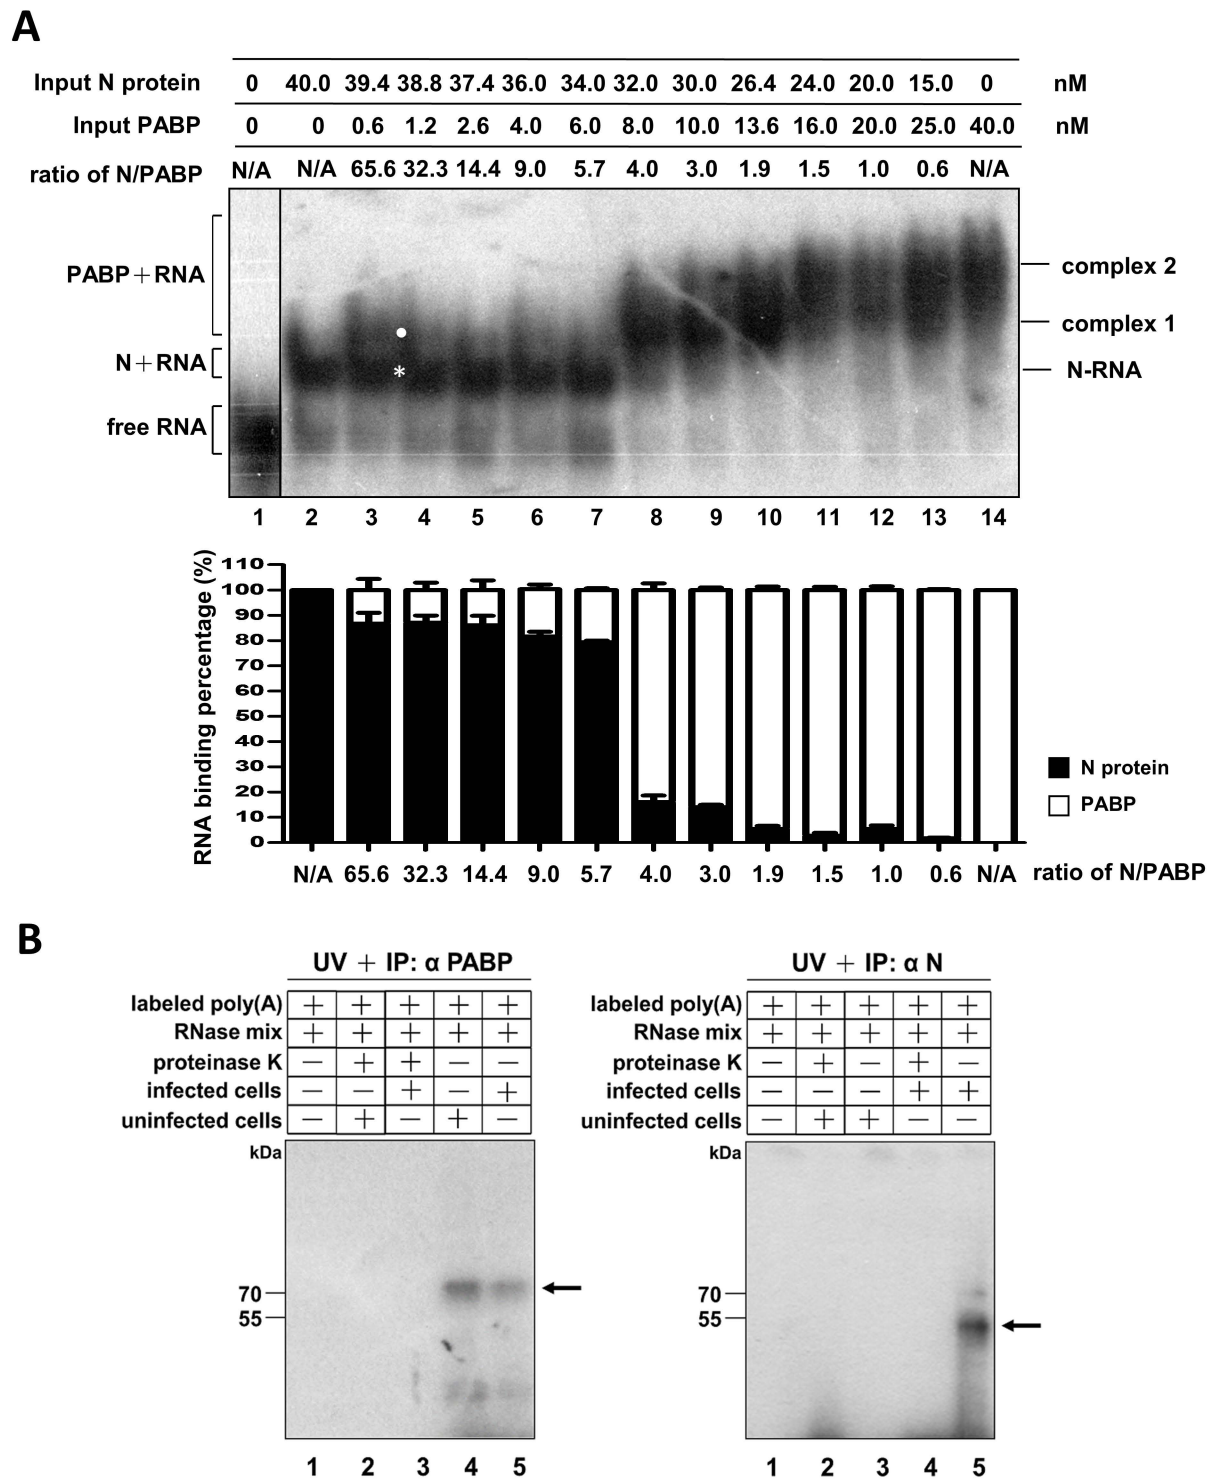 A
Input N protein 0 40.0 39.4 38.8 37.4 36.0 34.0 32.0 30.0 26.4 24.0 20.0 15.0 0 nM
Input PABP 0 0 0.6 1.2 2.6 4.0 6.0 8.0 10.0 13.6 16.0 20.0 25.0 40.0 nM
ratio of N/PABP N/A N/A 65.6 32.3 14.4 9.0 5.7 4.0 3.0 1.9 1.5 1.0 0.6 N/A
PABP+RNA
complex 2
complex 1
N+RNA
*
N-RNA
free RNA
1 2 3 4 5 6 7 8 9 10 11 12 13 14
RNA binding percentage (%)
110
100
90
80
70
60
50
40
30
20
10
0
N protein
PABP
N/A 65.6 32.3 14.4 9.0 5.7 4.0 3.0 1.9 1.5 1.0 0.6 N/A ratio of N/PABP
B
UV + IP: α PABP
labeled poly(A) + + + + +
RNase mix + + + + +
proteinase K − + + − −
infected cells − − + − +
uninfected cells − + − + −
kDa
70
55
1 2 3 4 5
UV + IP: α N
labeled poly(A) + + + + +
RNase mix + + + + +
proteinase K − + − + −
infected cells − − − + +
uninfected cells − + + − −
kDa
70
55
1 2 3 4 5